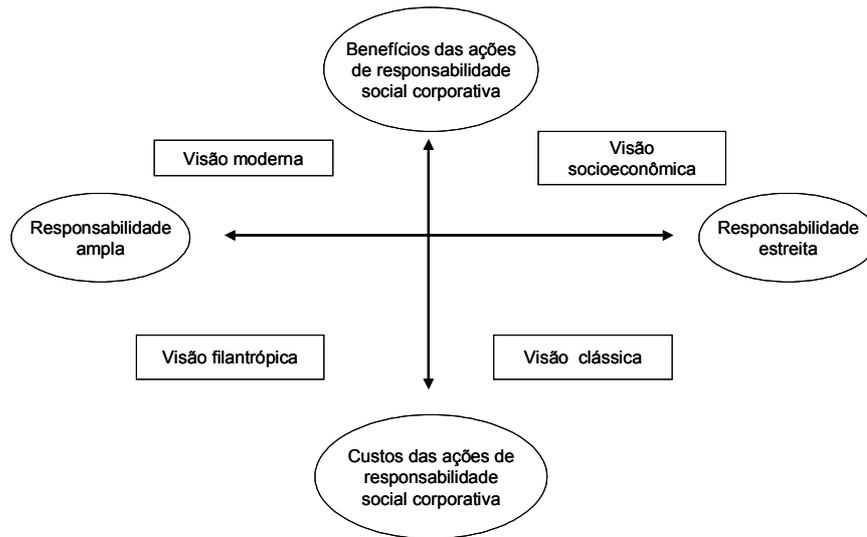 Benefícios das ações
de responsabilidade
social corporativa
Visão moderna
Visão
socioeconômica
Responsabilidade
ampla
Responsabilidade
estreita
Visão filantrópica
Visão clássica
Custos das ações de
responsabilidade
social corporativa